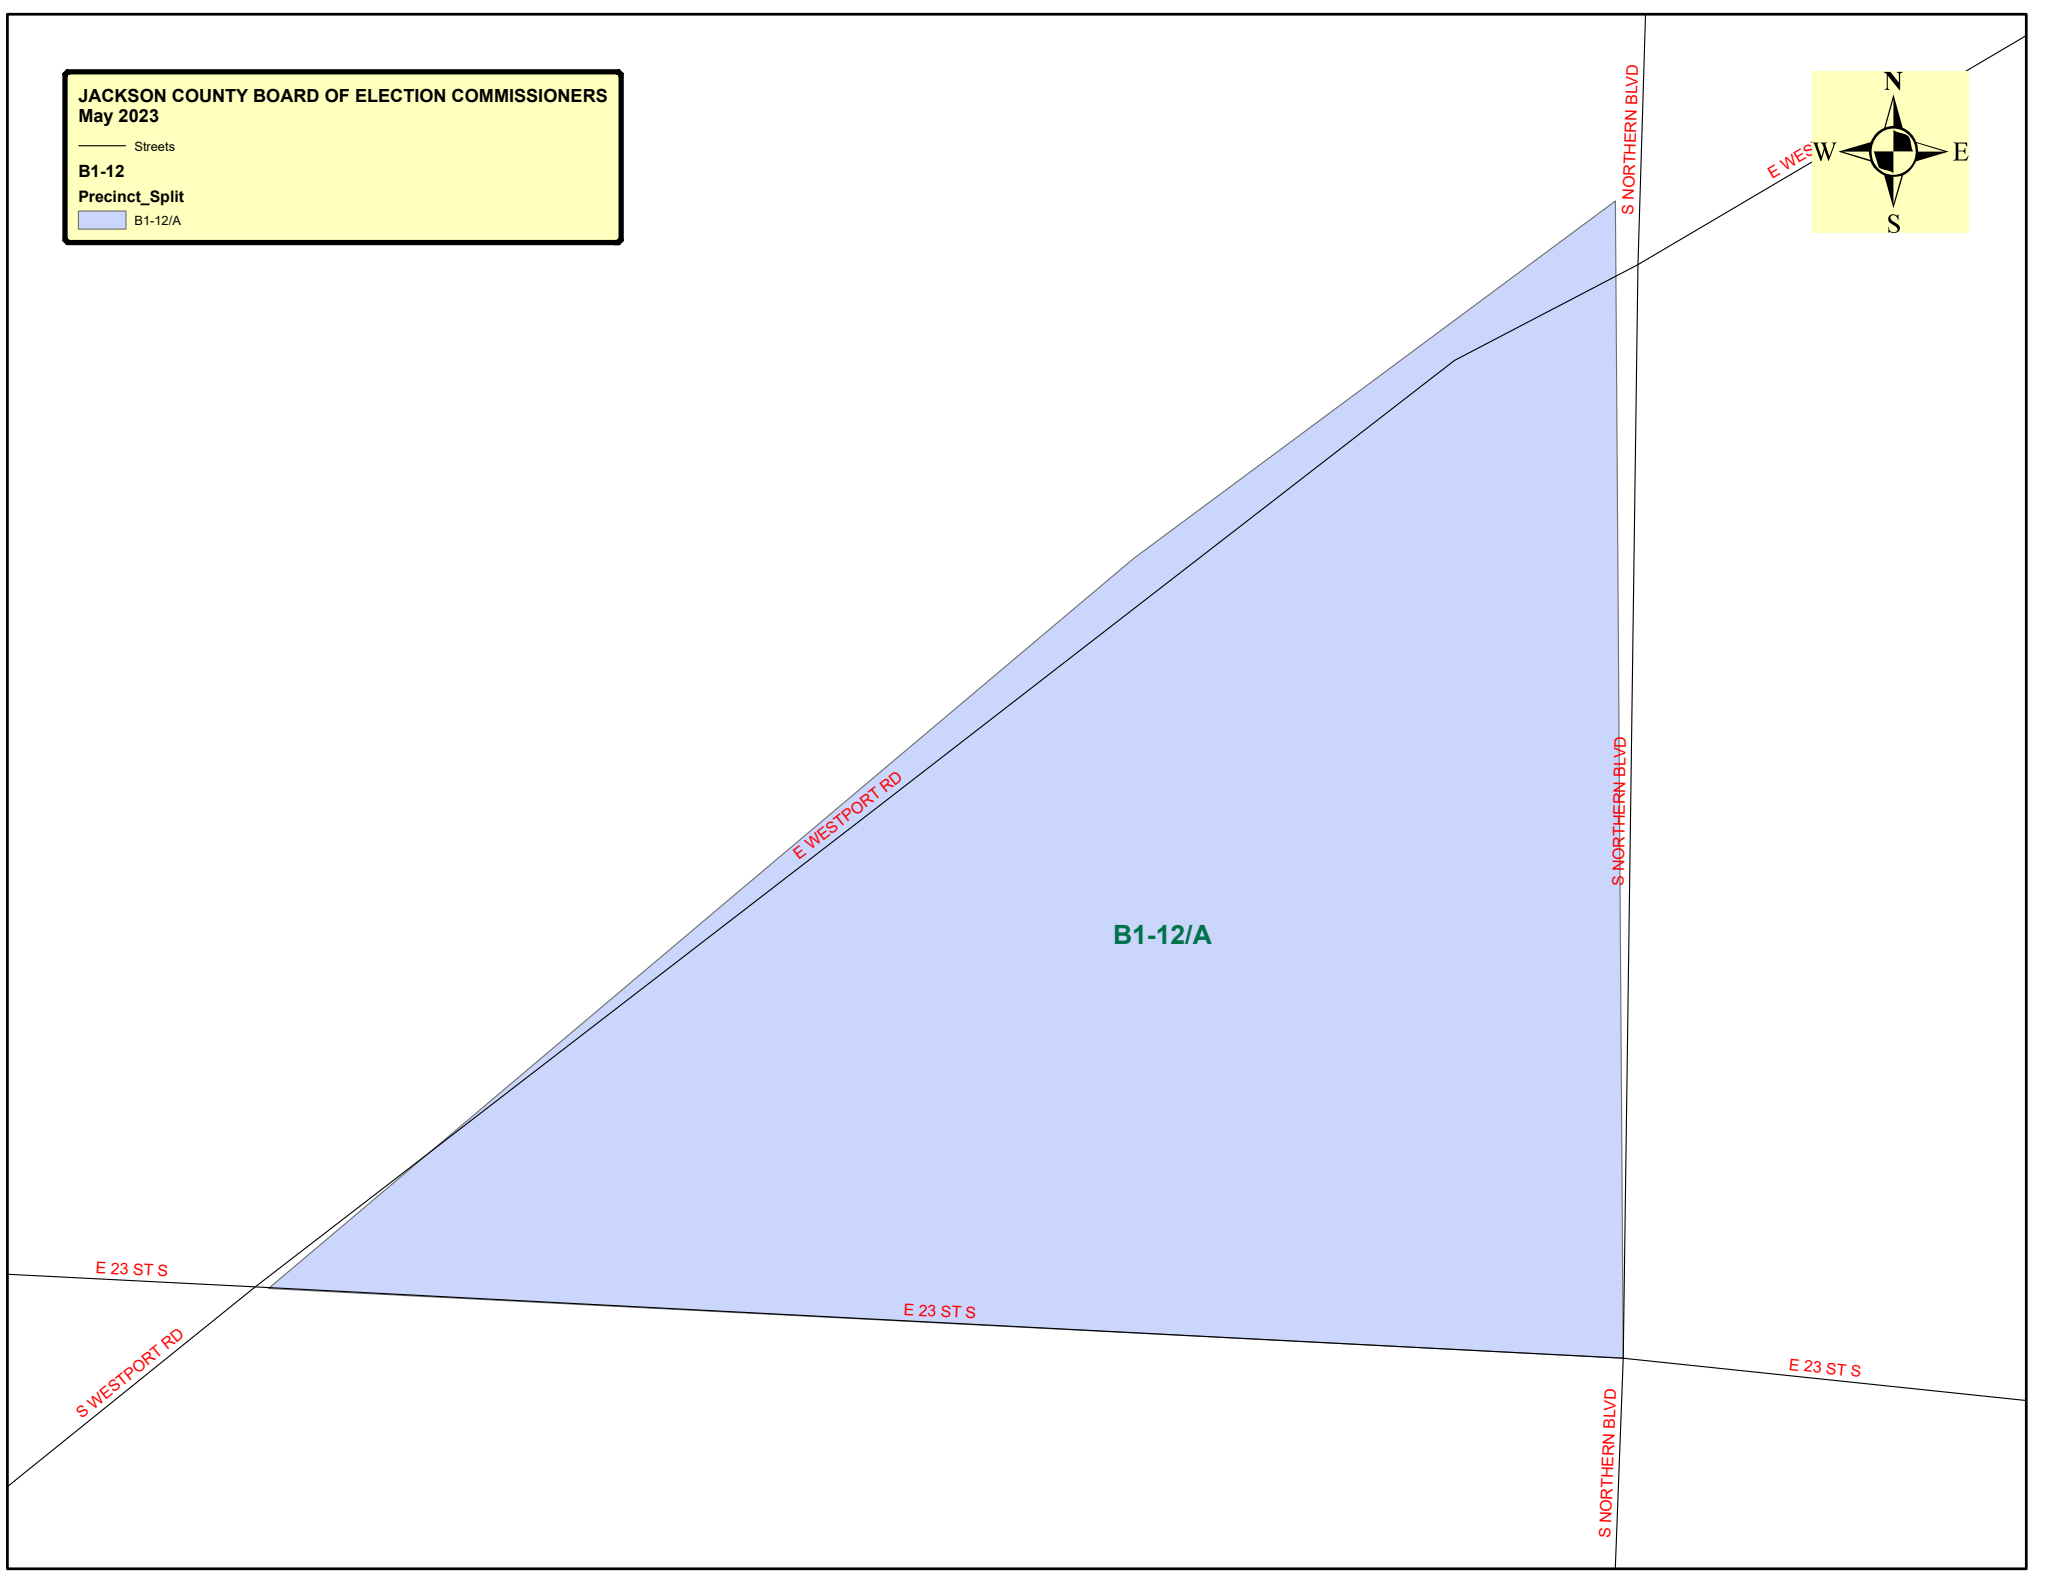 JACKSON COUNTY BOARD OF ELECTION COMMISSIONERS
May 2023
Streets
B1-12
Precinct_Split
B1-12/A
N
W
E
S
S NORTHERN BLVD
E WES
S NORTHERN BLVD
E WESTPORT RD
B1-12/A
E 23 ST S
E 23 ST S
S WESTPORT RD
E 23 ST S
S NORTHERN BLVD